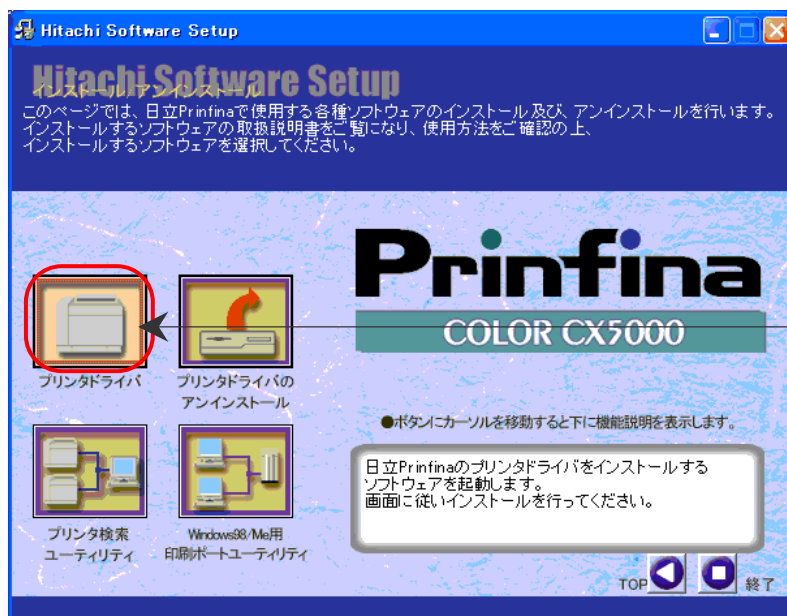 Hitachi Software Setup
Hitachi Software Setup
インストール/アンインストール
このページでは、日立Prinfinaで使用する各種ソフトウェアのインストール及び、アンインストールを行います。
インストールするソフトウェアの取扱説明書をご覧になり、使用方法をご確認の上、
インストールするソフトウェアを選択してください。
Prinfina
COLOR CX5000
プリンタドライバ
プリンタドライバの
アンインストール
●ボタンにカーソルを移動すると下に機能説明を表示します。
日立Prinfinaのプリンタドライバをインストールする
ソフトウェアを起動します。
画面に従いインストールを行ってください。
プリンタ検索
ユーティリティ
Windows98/Me用
印刷ポートユーティリティ
TOP
終了